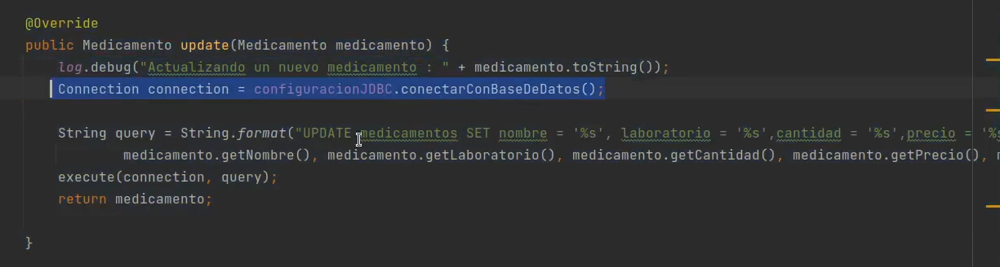 @Override
public Medicamento update(Medicamento medicamento) {
log.debug("Actualizando un nuevo medicamento : " + medicamento.toString());
Connection connection = configuracionJDBC.conectarConBaseDeDatos();
String query = String.format("UPDATE medicamentos SET nombre = '%s', laboratorio = '%s',cantidad = '%s',precio = '%s
medicamento.getNombre(), medicamento.getLaboratorio(), medicamento.getCantidad(), medicamento.getPrecio(),
execute(connection, query);
return medicamento;
}